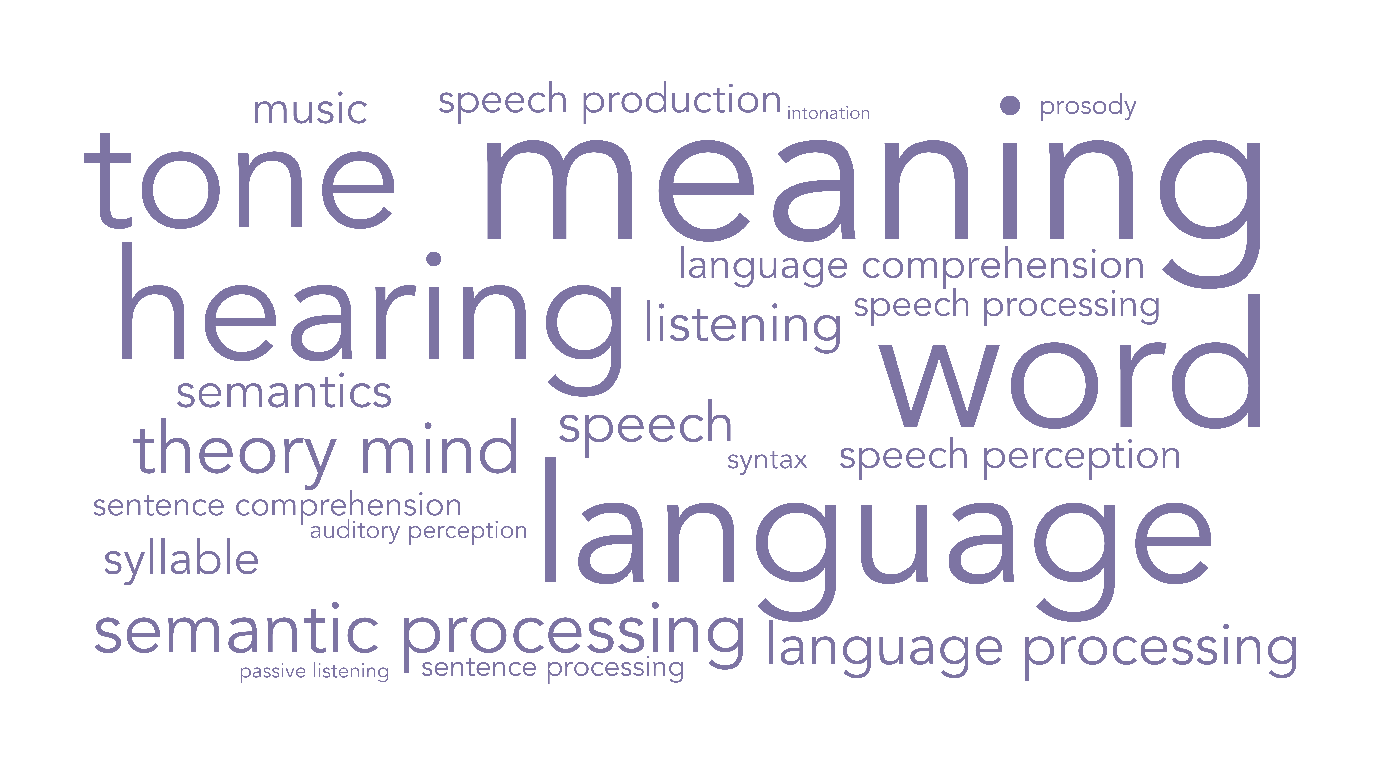 music
speech production
intonation
prosody
tone
meaning
hearing
language comprehension
listening
speech processing
word
semantics
theory mind
speech
syntax
speech perception
sentence comprehension
auditory perception
language
syllable
semantic processing
language processing
passive listening
sentence processing